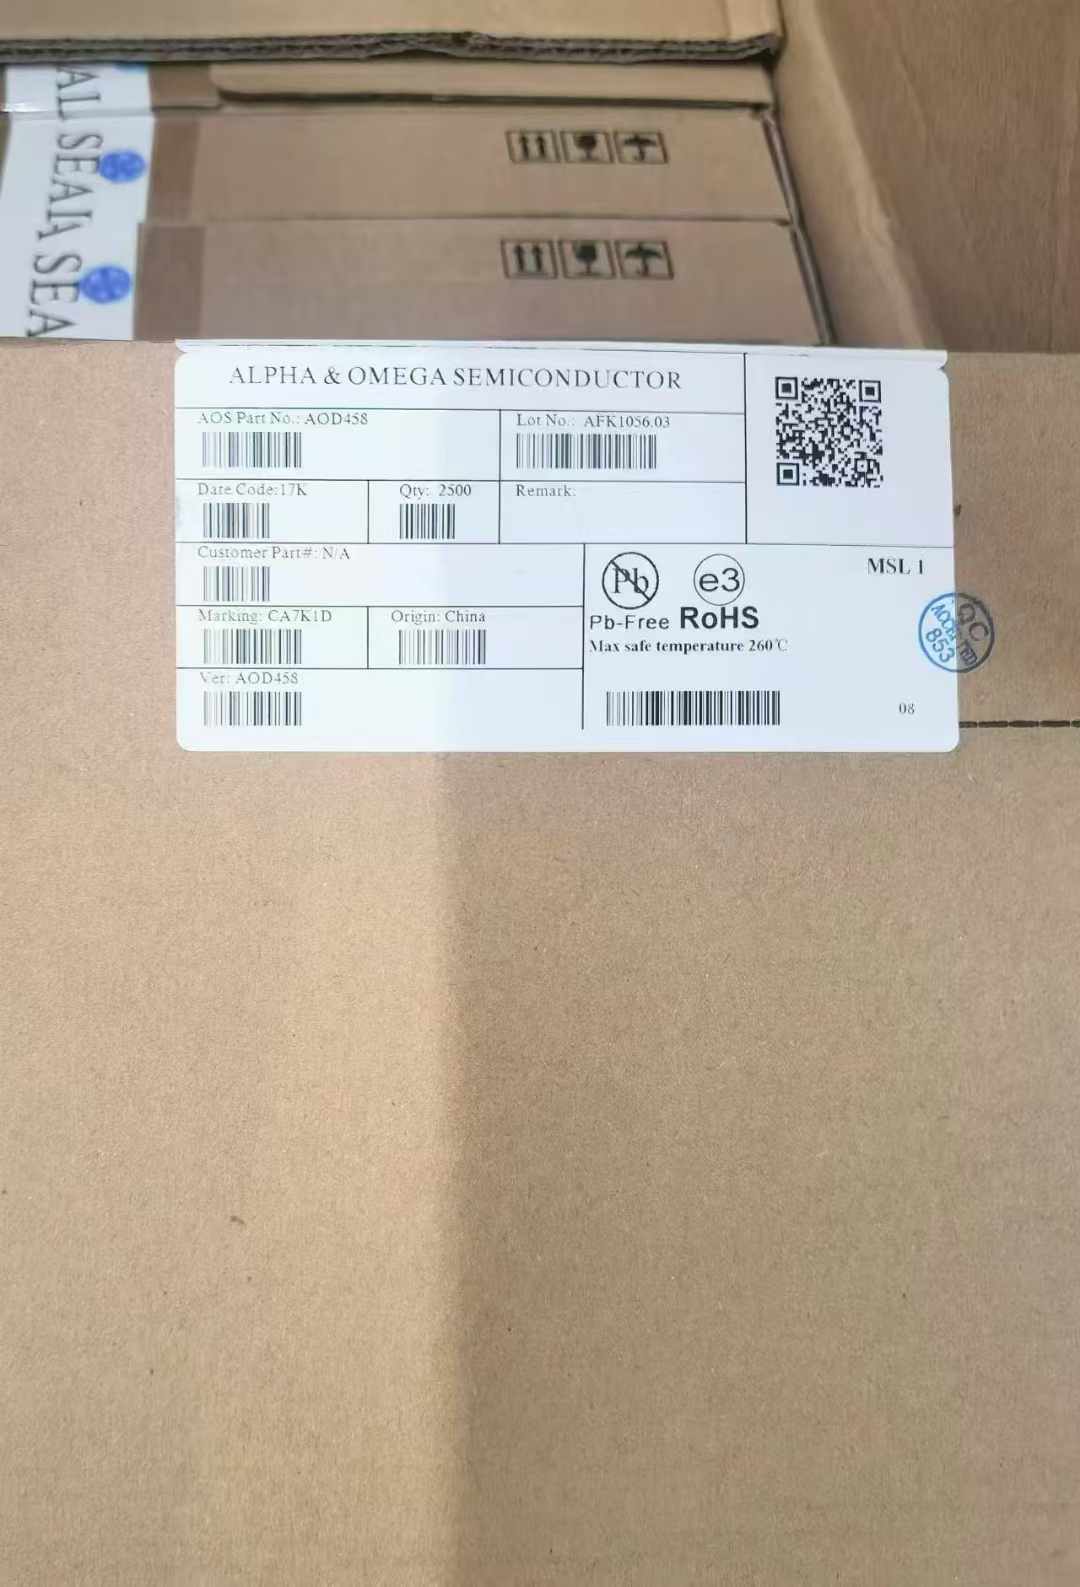 AL SEAL
A SEA
ALPHA & OMEGA SEMICONDUCTOR
AOS Part No.: AOD458
Lot No.: AFK1056.03
Date Code:17K
Qty: 2500
Remark:
Customer Part#: N/A
Marking: CA7K1D
Origin: China
Ver: AOD458
Pb
e3
MSL 1
Pb-Free RoHS
Max safe temperature 260℃
08
QC
ACCEPTED
853